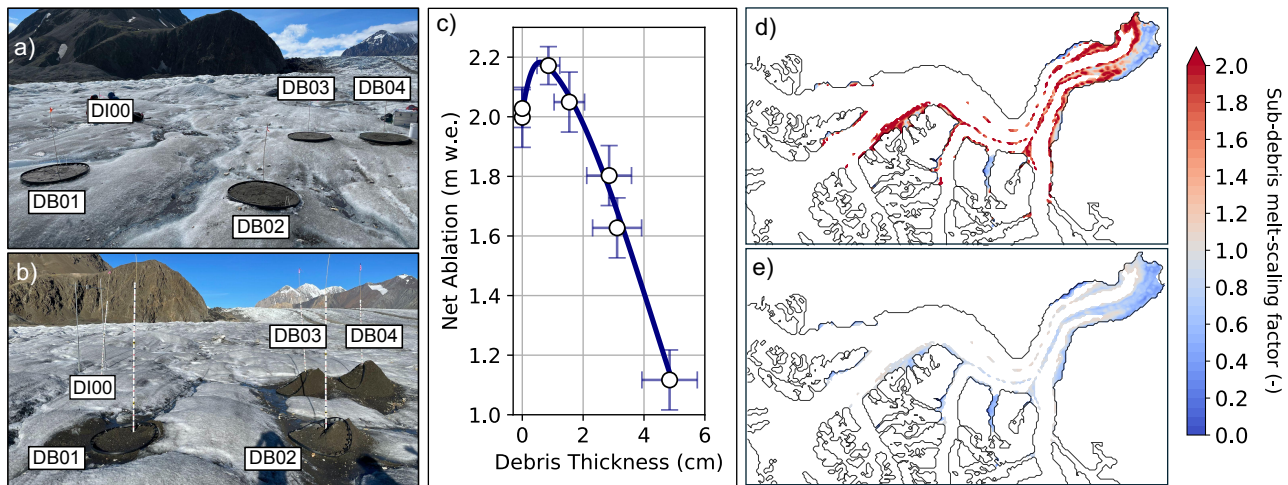 a)
DI00
DB03
DB04
DB01
DB02
b)
DB03
DB04
DI00
DB01
DB02
c)
Net Ablation (m w.e.)
2.2
2.0
1.8
1.6
1.4
1.2
1.0
0
2
4
6
Debris Thickness (cm)
d)
e)
2.0
1.8
1.6
1.4
1.2
1.0
0.8
0.6
0.4
0.2
0.0
Sub-debris melt-scaling factor (-)